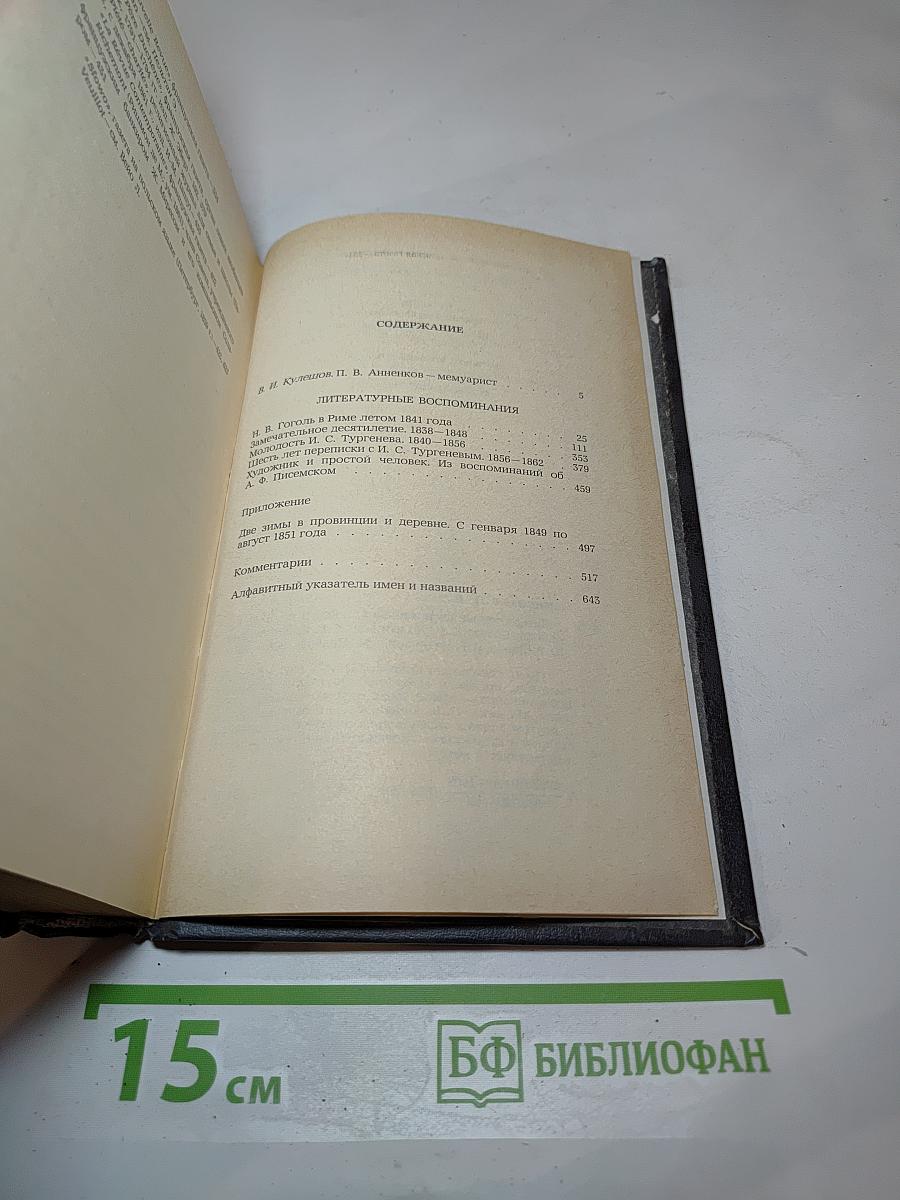 СОДЕРЖАНИЕ
В. И. Кулешов. П. В. Анненков — мемуарист . . . . . . 5
ЛИТЕРАТУРНЫЕ ВОСПОМИНАНИЯ
Н. В. Гоголь в Риме летом 1841 года . . . . . . . . . 25
Замечательное десятилетие. 1838—1848 . . . . . . . . 111
Молодость И. С. Тургенева. 1840—1856 . . . . . . . . 353
Шесть лет переписки с И. С. Тургеневым. 1856—1862 . 379
Художник и простой человек. Из воспоминаний об
А. Ф. Писемском . . . . . . . . . . . . . . . . 459
Приложение
Две зимы в провинции и деревне. С генваря 1849 по
август 1851 года . . . . . . . . . . . . . . . . 497
Комментарии . . . . . . . . . . . . . . . . . . 517
Алфавитный указатель имен и названий . . . . . . . 643
15 см
БФ БИБЛИОФАН